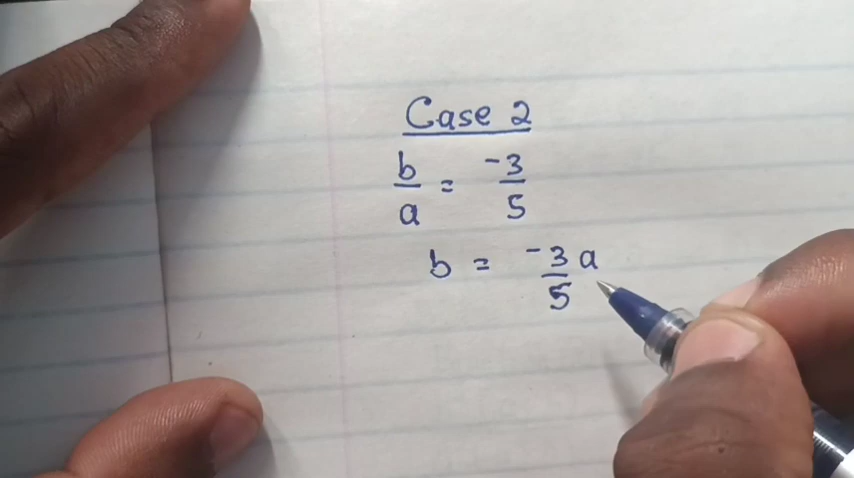 Case 2
b/a = -3/5
b = -3/5 a